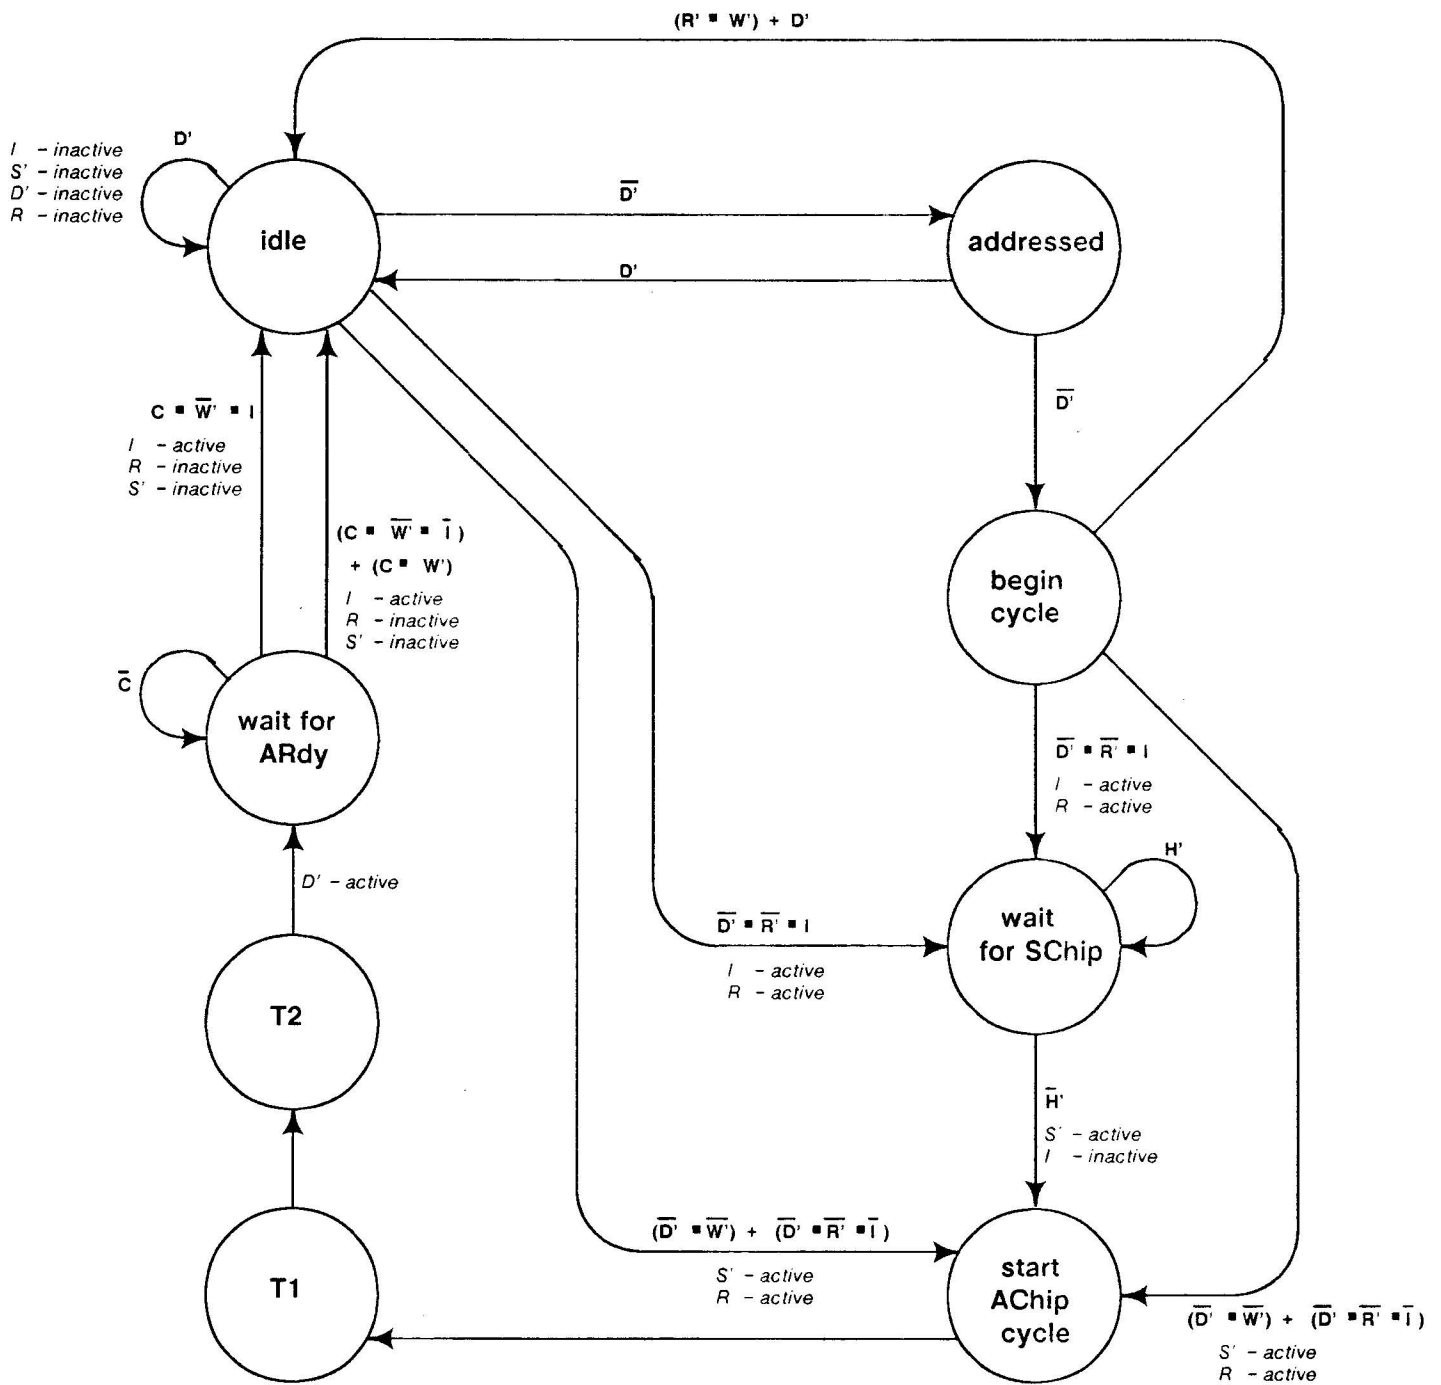 (R' ▪ W') + D'
D'
I – inactive
S' – inactive
D' – inactive
R – inactive
idle
D̅'̅
addressed
D'
C ▪ W̅' ▪ I
I – active
R – inactive
S' – inactive
D̅'̅
(C ▪ W̅'̅ ▪ I̅ )
+ (C ▪ W')
I – active
R – inactive
S' – inactive
begin
cycle
C̅
wait for
ARdy
D̅'̅ ▪ R̅'̅ ▪ I
I – active
R – active
H'
D' – active
wait
for SChip
D̅'̅ ▪ R̅'̅ ▪ I
I – active
R – active
T2
H̅'
S' – active
I – inactive
(D̅' ▪ W̅'̅) + (D̅' ▪ R̅'̅ ▪ I̅ )
S' – active
R – active
T1
start
AChip
cycle
(D̅' ▪ W̅'̅) + (D̅' ▪ R̅'̅ ▪ I̅ )
S' – active
R – active